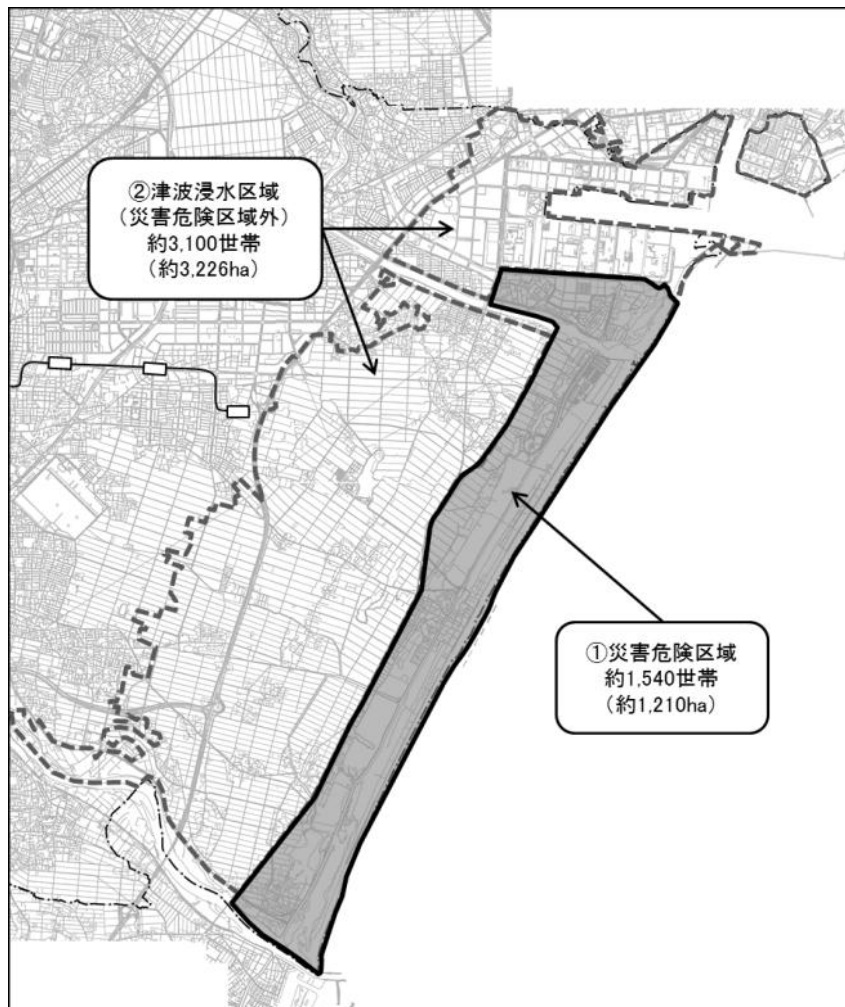 ②津波浸水区域
(災害危険区域外)
約3,100世帯
(約3,226ha)
①災害危険区域
約1,540世帯
(約1,210ha)